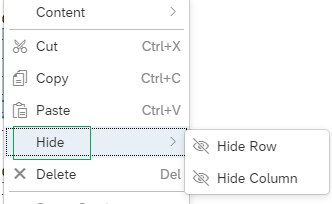 Content
Cut Ctrl+X
Copy Ctrl+C
Paste Ctrl+V
Hide
Hide Row
Hide Column
Delete Del